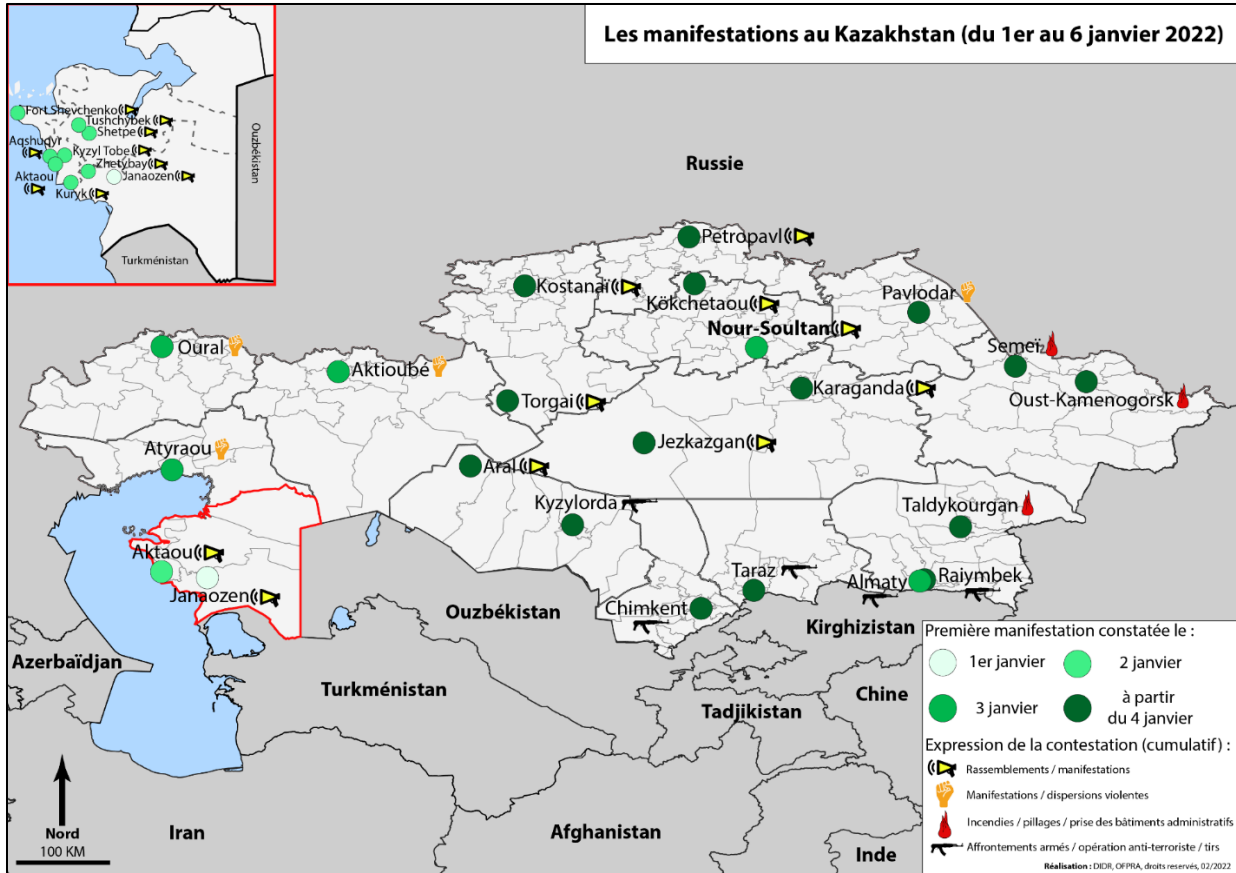 Les manifestations au Kazakhstan (du 1er au 6 janvier 2022)
Fort Shevchenko
Tushchybek
Shetpe
Aqshuqyr
Kyzyl Tobe
Zhetybay
Janaozen
Aktaou
Kuryk
Ouzbékistan
Turkménistan
Russie
Petropavl
Kostanaï
Kökchetaou
Pavlodar
Nour-Soultan
Semeï
Oural
Aktioubé
Karaganda
Oust-Kamenogorsk
Torgai
Jezkazgan
Atyraou
Aral
Kyzylorda
Taldykourgan
Aktaou
Janaozen
Taraz
Almaty
Raiymbek
Chimkent
Ouzbékistan
Kirghizistan
Azerbaïdjan
Turkménistan
Tadjikistan
Chine
Iran
Afghanistan
Inde
Nord
100 KM
Première manifestation constatée le :
1er janvier
2 janvier
3 janvier
à partir
du 4 janvier
Expression de la contestation (cumulatif) :
Rassemblements / manifestations
Manifestations / dispersions violentes
Incendies / pillages / prise des bâtiments administratifs
Affrontements armés / opération anti-terroriste / tirs
Réalisation : DIDR, OFPRA, droits reservés, 02/2022